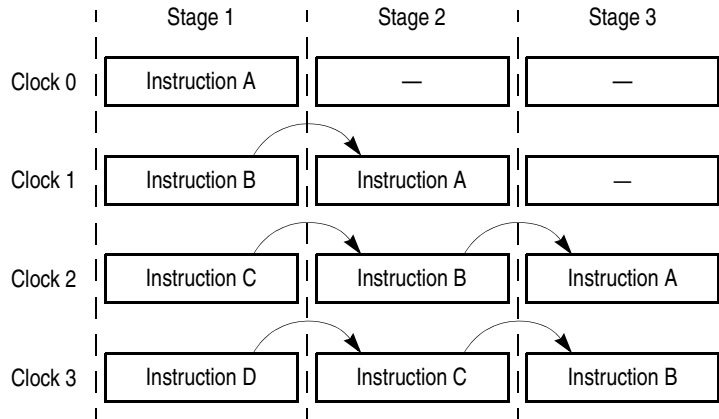 Stage 1 Stage 2 Stage 3
Clock 0 Instruction A — —
Clock 1 Instruction B Instruction A —
Clock 2 Instruction C Instruction B Instruction A
Clock 3 Instruction D Instruction C Instruction B